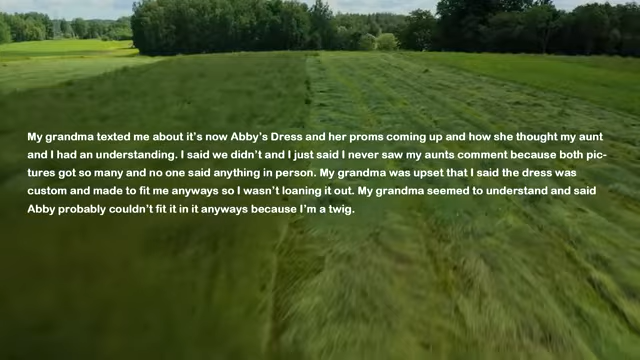 My grandma texted me about it's now Abby's Dress and her proms coming up and how she thought my aunt
and I had an understanding. I said we didn't and I just said I never saw my aunts comment because both pic-
tures got so many and no one said anything in person. My grandma was upset that I said the dress was
custom and made to fit me anyways so I wasn't loaning it out. My grandma seemed to understand and said
Abby probably couldn't fit it in it anyways because I'm a twig.